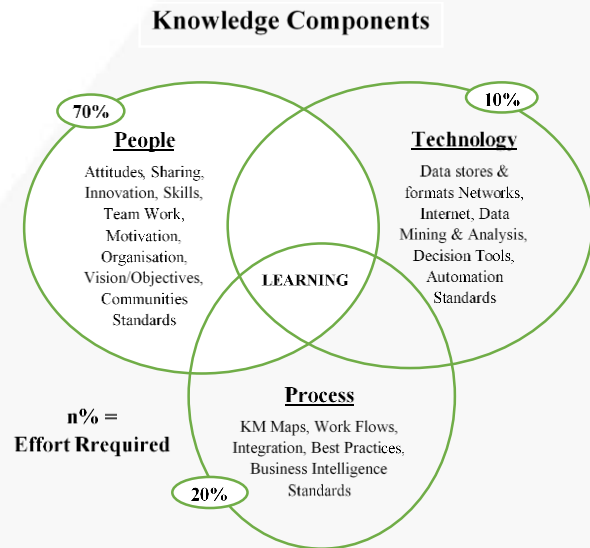 Knowledge Components
70%
People
Attitudes, Sharing,
Innovation, Skills,
Team Work,
Motivation,
Organisation,
Vision/Objectives,
Communities
Standards
10%
Technology
Data stores &
formats Networks,
Internet, Data
Mining & Analysis,
Decision Tools,
Automation
Standards
LEARNING
Process
KM Maps, Work Flows,
Integration, Best Practices,
Business Intelligence
Standards
20%
n% =
Effort Rrequired